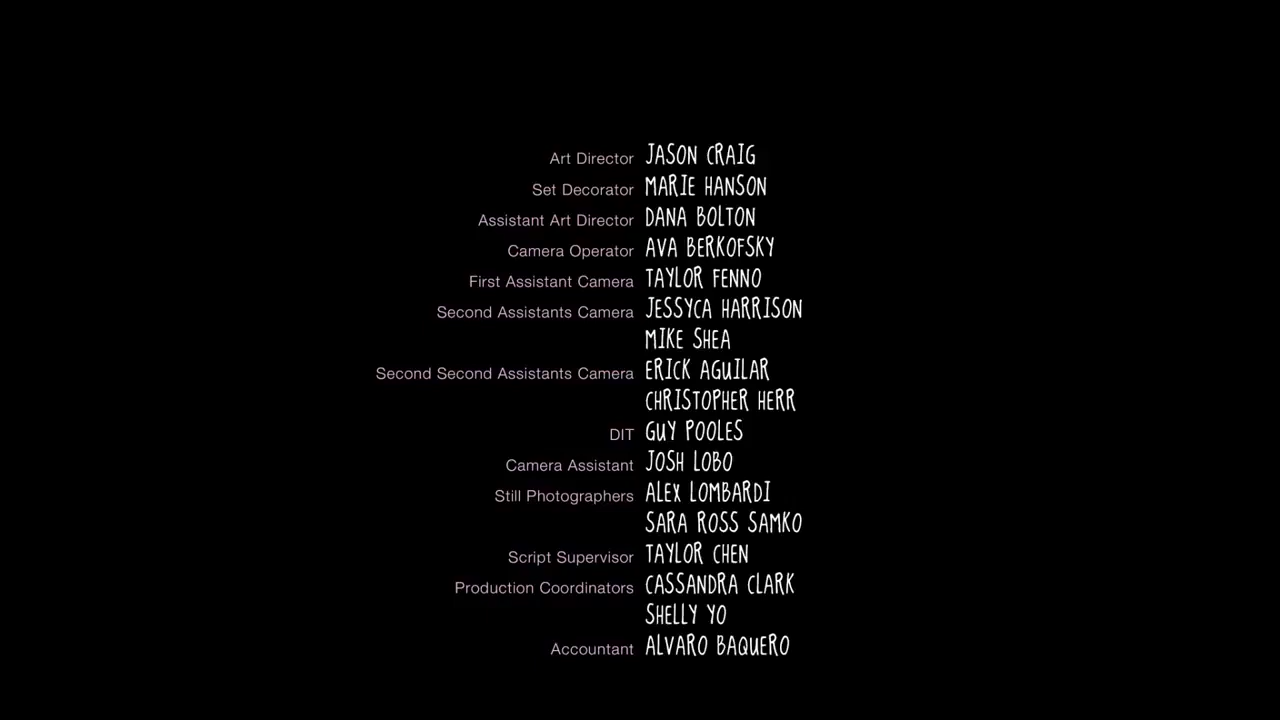 Art Director JASON CRAIG
Set Decorator MARIE HANSON
Assistant Art Director DANA BOLTON
Camera Operator AVA BERKOFSKY
First Assistant Camera TAYLOR FENNO
Second Assistants Camera JESSYCA HARRISON
MIKE SHEA
Second Second Assistants Camera ERICK AGUILAR
CHRISTOPHER HERR
DIT GUY POOLES
Camera Assistant JOSH LOBO
Still Photographers ALEX LOMBARDI
SARA ROSS SAMKO
Script Supervisor TAYLOR CHEN
Production Coordinators CASSANDRA CLARK
SHELLY YO
Accountant ALVARO BAQUERO